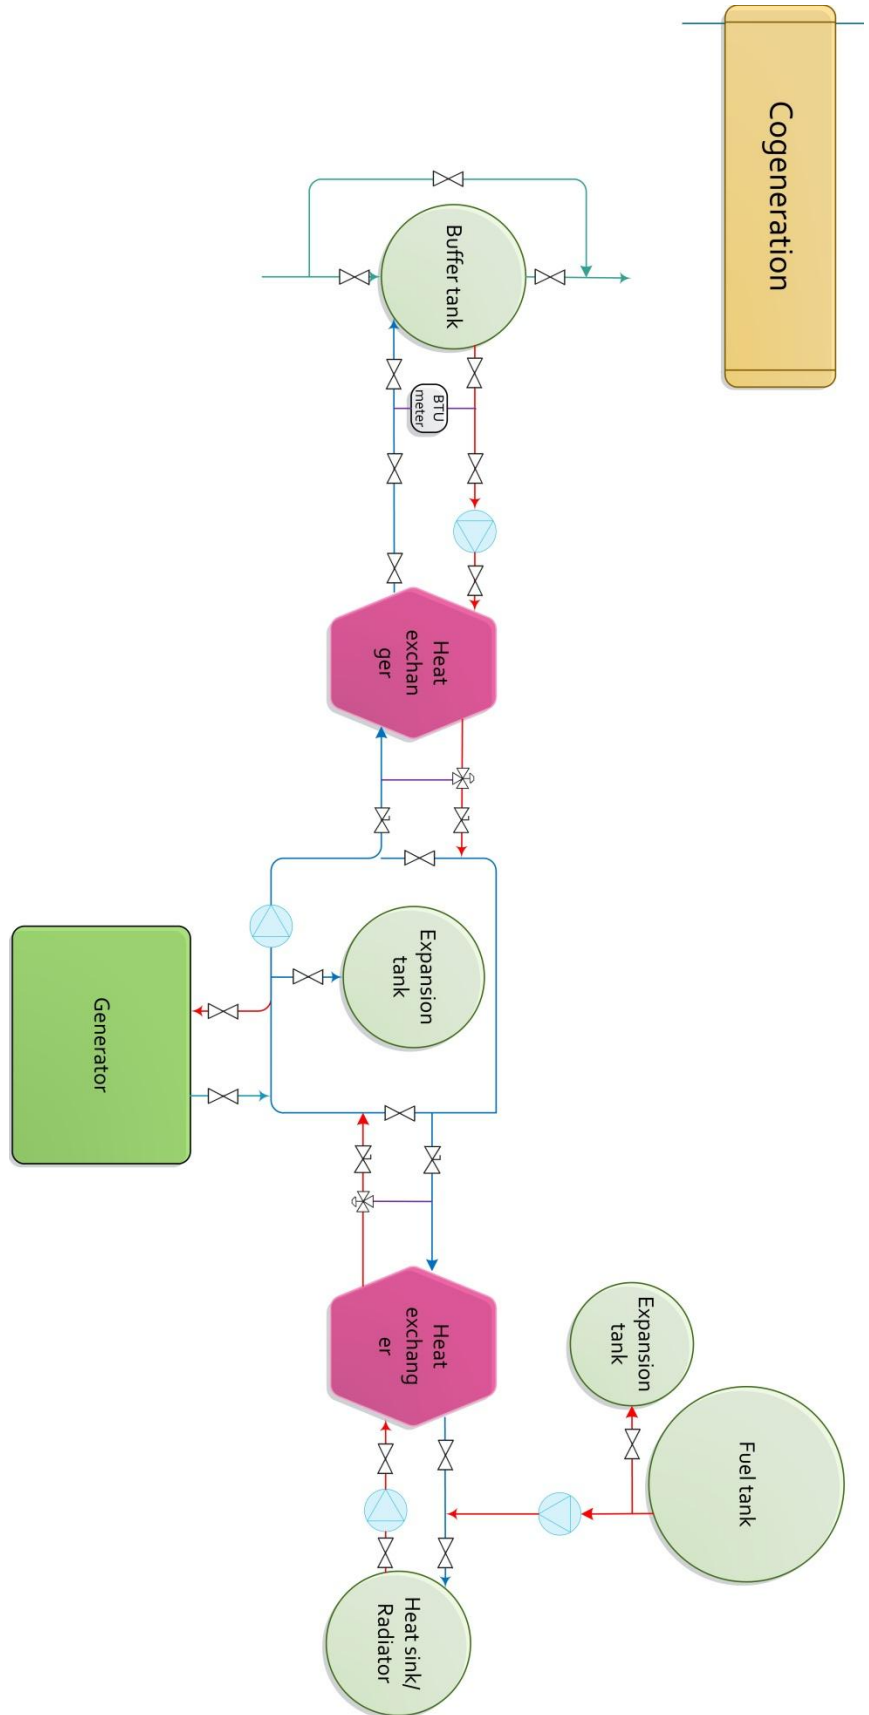 Cogeneration
Buffer tank
BTU
meter
Heat
exchan
ger
Expansion
tank
Generator
Heat
exchang
er
Expansion
tank
Fuel tank
Heat sink/
Radiator